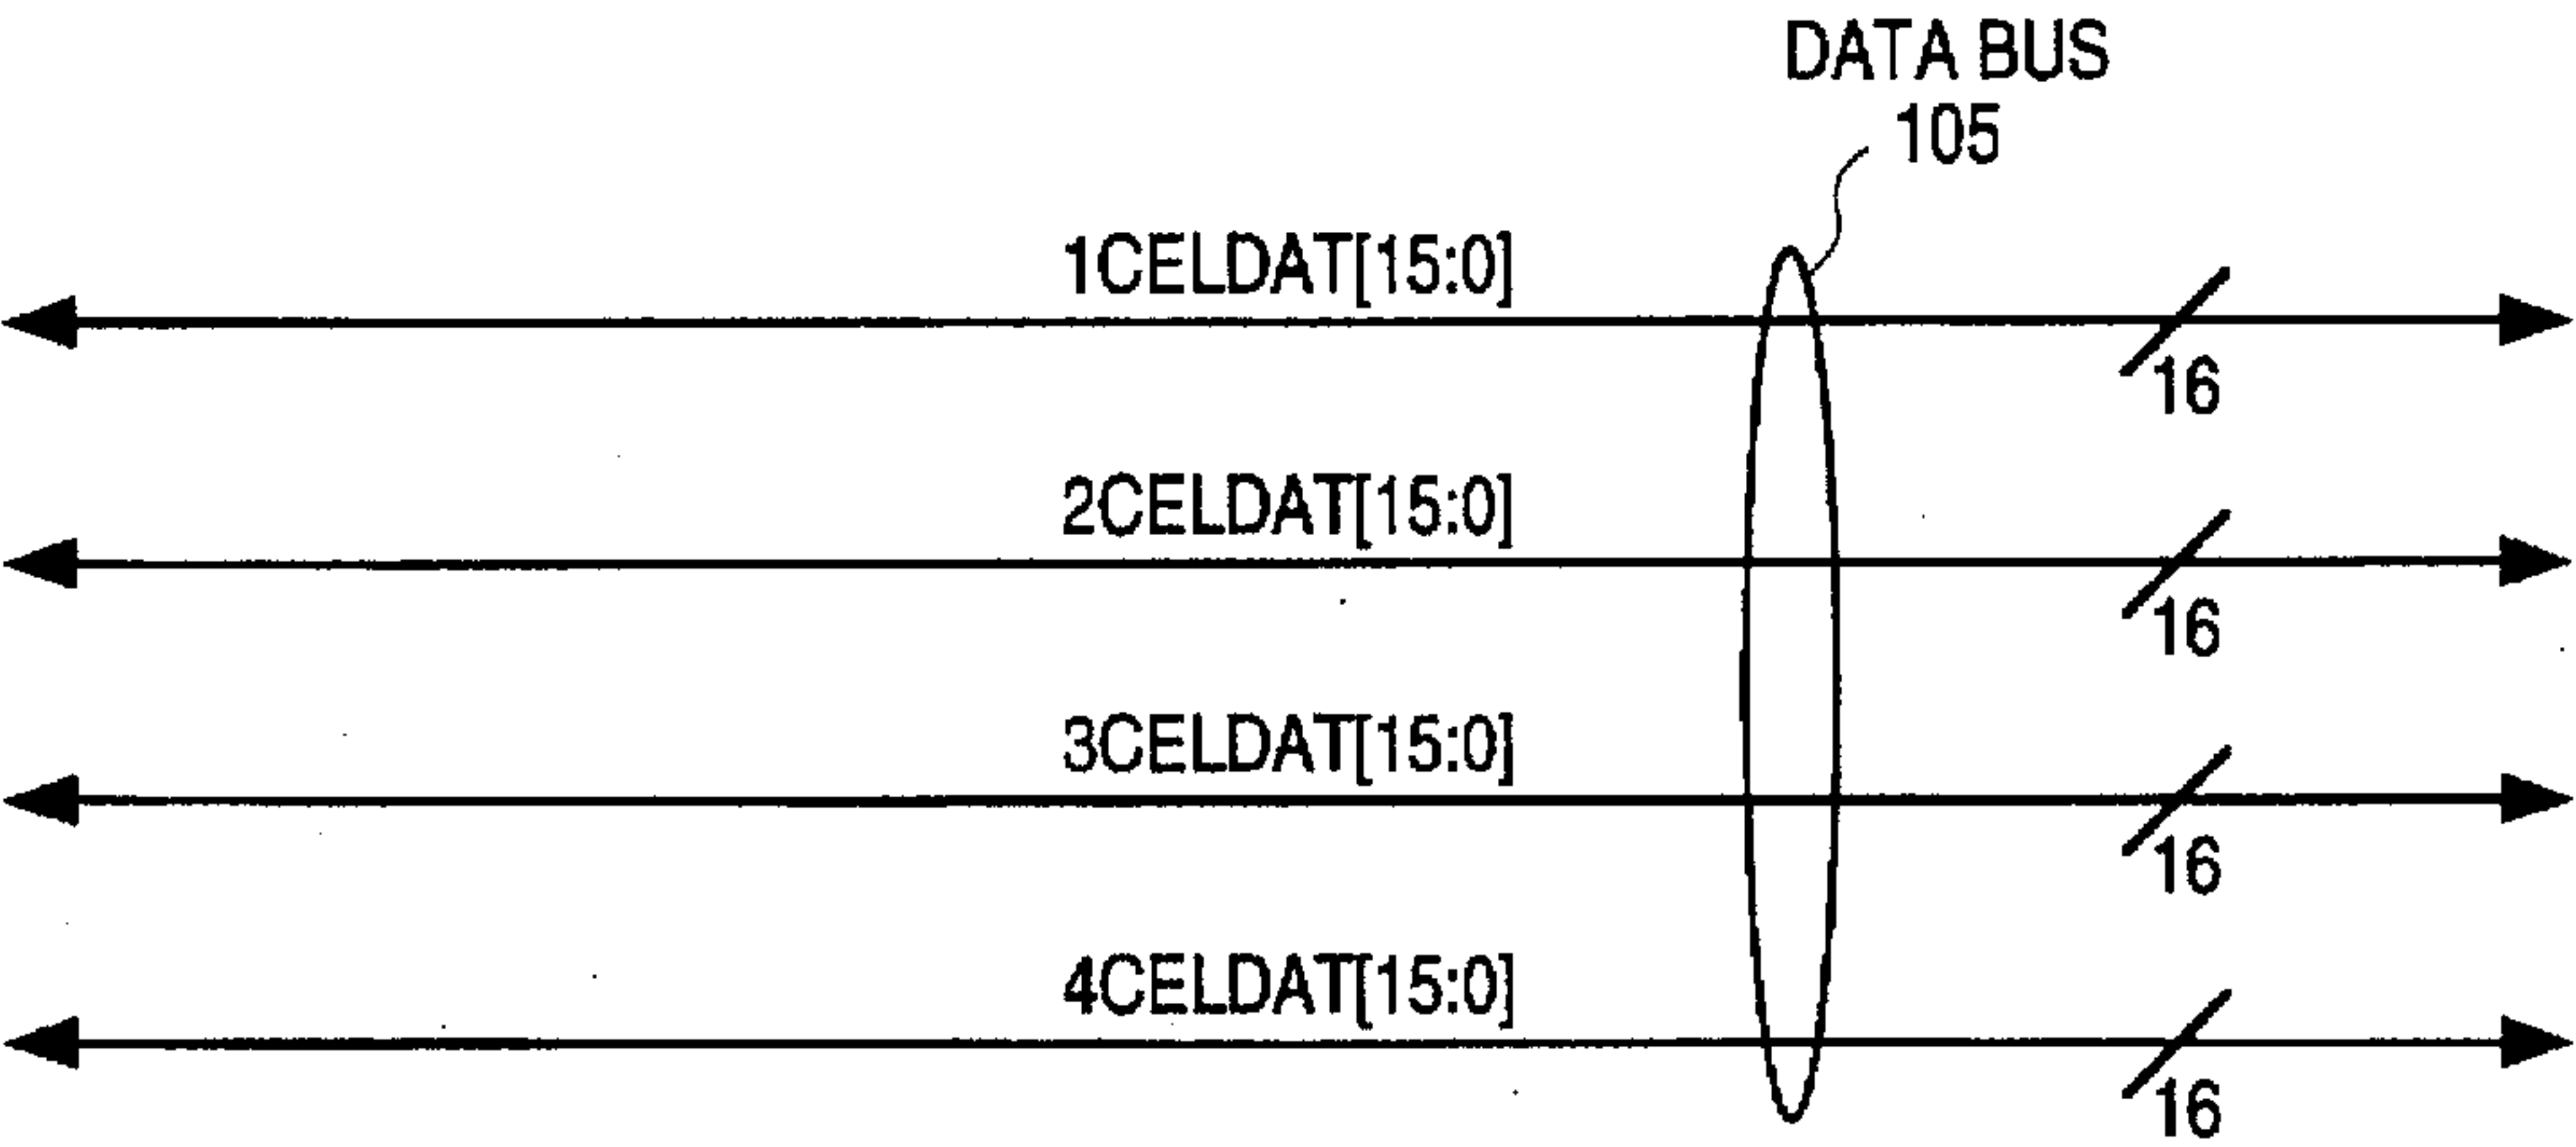 DATA BUS
105
1CELDAT[15:0]
16
2CELDAT[15:0]
16
3CELDAT[15:0]
16
4CELDAT[15:0]
16